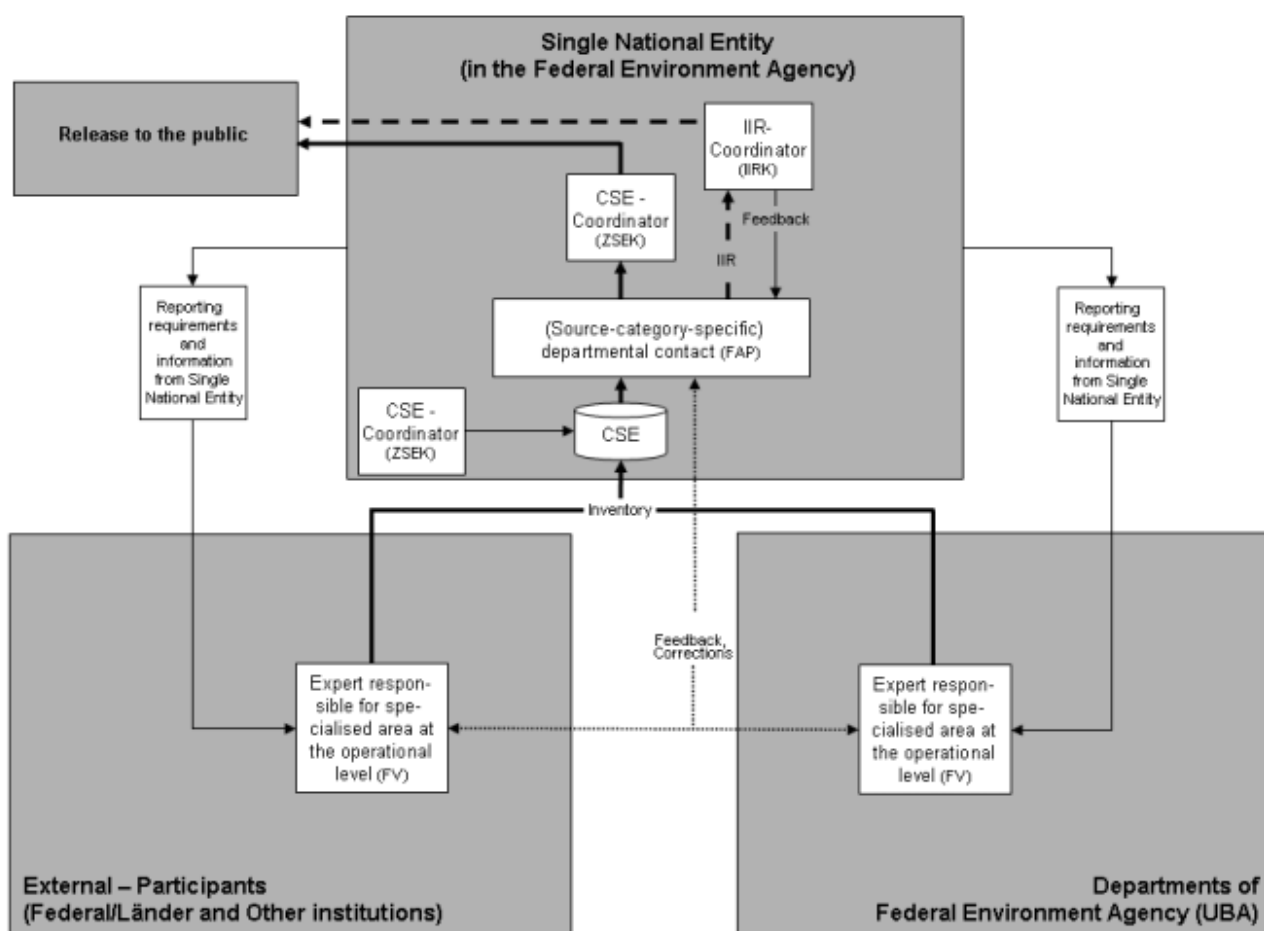 Single National Entity
(in the Federal Environment Agency)
Release to the public
IIR-
Coordinator
(IIRK)
CSE -
Coordinator
(ZSEK)
Feedback
IIR
Reporting
requirements
and
information
from Single
National Entity
Reporting
requirements
and
information
from Single
National Entity
(Source-category-specific)
departmental contact (FAP)
CSE -
Coordinator
(ZSEK)
CSE
Inventory
Feedback,
Corrections
Expert respon-
sible for spe-
cialised area at
the operational
level (FV)
Expert respon-
sible for spe-
cialised area at
the operational
level (FV)
External – Participants
(Federal/Länder and Other institutions)
Departments of
Federal Environment Agency (UBA)